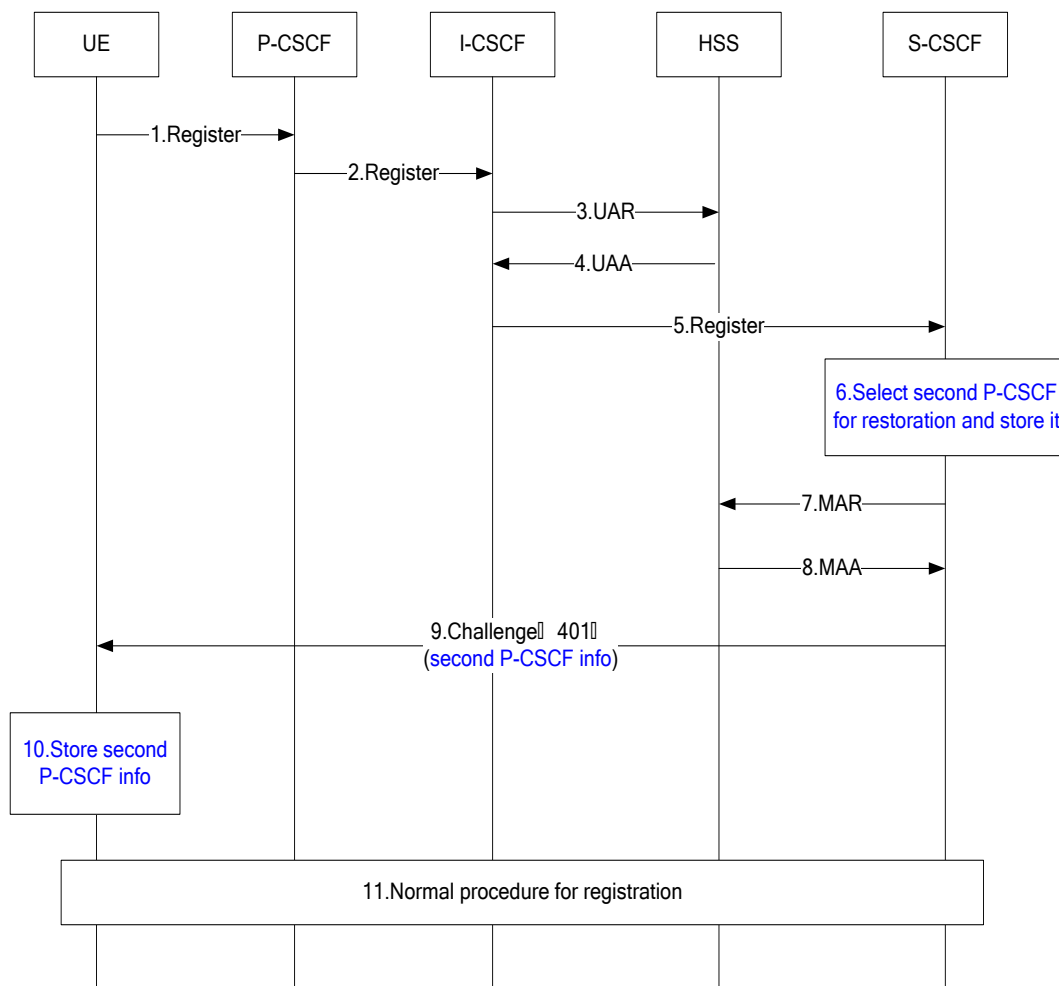 UE
P-CSCF
I-CSCF
HSS
S-CSCF
1.Register
2.Register
3.UAR
4.UAA
5.Register
6.Select second P-CSCF
for restoration and store it
7.MAR
8.MAA
9.Challenge▯ 401▯
(second P-CSCF info)
10.Store second
P-CSCF info
11.Normal procedure for registration